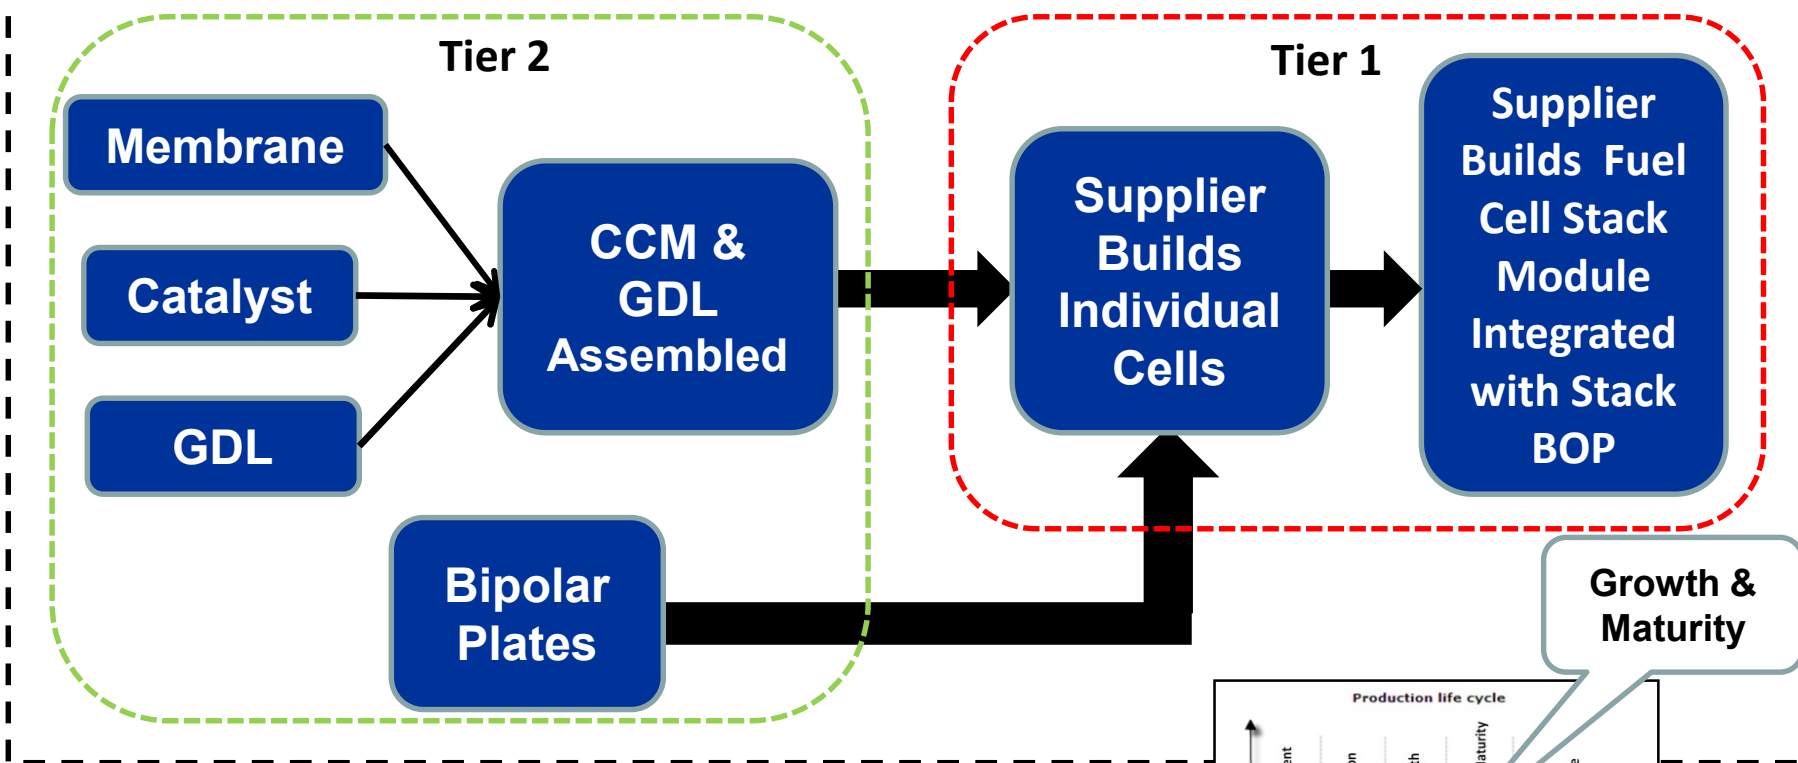 Tier 2
Membrane
Catalyst
GDL
CCM &
GDL
Assembled
Bipolar
Plates
Tier 1
Supplier
Builds
Individual
Cells
Supplier
Builds Fuel
Cell Stack
Module
Integrated
with Stack
BOP
Growth &
Maturity
Production life cycle